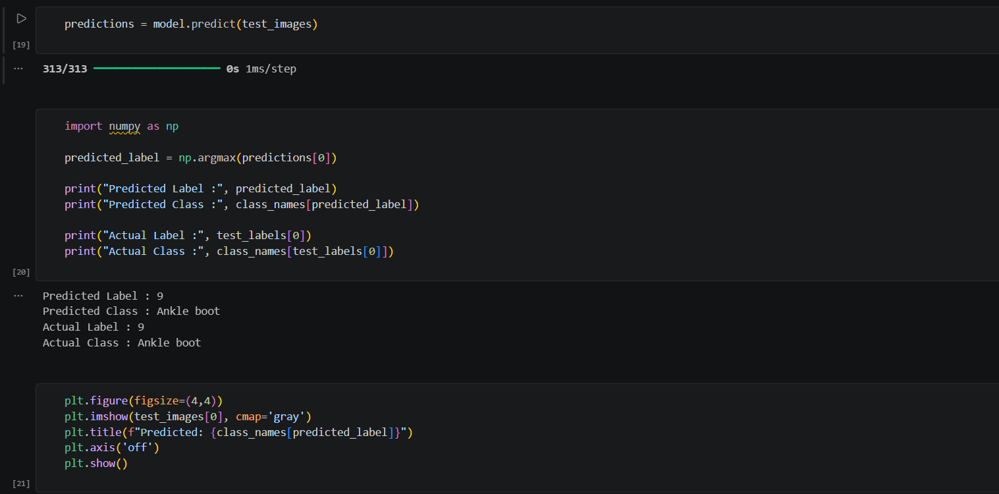 predictions = model.predict(test_images)
[19]
... 313/313 0s 1ms/step
import numpy as np
predicted_label = np.argmax(predictions[0])
print("Predicted Label :", predicted_label)
print("Predicted Class :", class_names[predicted_label])
print("Actual Label :", test_labels[0])
print("Actual Class :", class_names[test_labels[0]])
[20]
... Predicted Label : 9
Predicted Class : Ankle boot
Actual Label : 9
Actual Class : Ankle boot
plt.figure(figsize=(4,4))
plt.imshow(test_images[0], cmap='gray')
plt.title(f"Predicted: {class_names[predicted_label]}")
plt.axis('off')
plt.show()
[21]